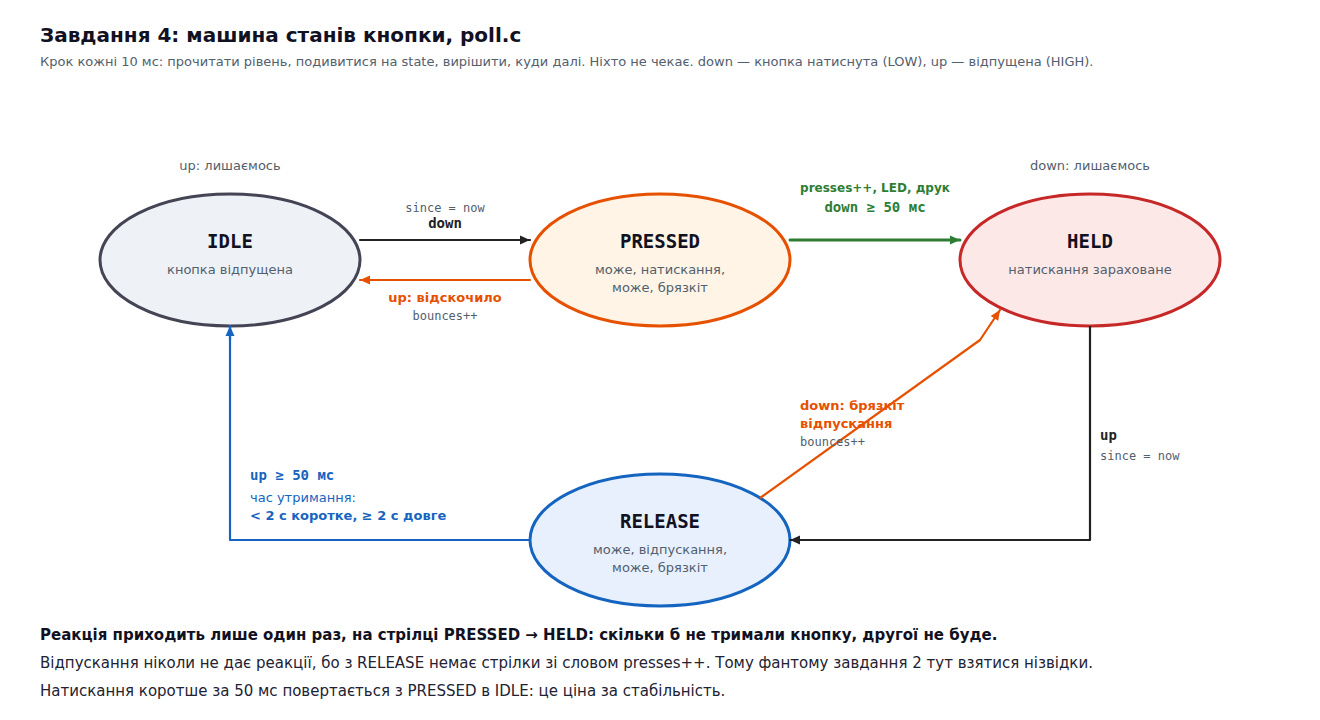 Завдання 4: машина станів кнопки, poll.c
Крок кожні 10 мс: прочитати рівень, подивитися на state, вирішити, куди далі. Ніхто не чекає. down — кнопка натиснута (LOW), up — відпущена (HIGH).
up: лишаємось
down: лишаємось
presses++, LED, друк
down ≥ 50 мс
since = now
down
IDLE
кнопка відпущена
PRESSED
може, натискання,
може, брязкіт
HELD
натискання зараховане
up: відскочило
bounces++
down: брязкіт
відпускання
bounces++
up
since = now
up ≥ 50 мс
час утримання:
< 2 с коротке, ≥ 2 с довге
RELEASE
може, відпускання,
може, брязкіт
Реакція приходить лише один раз, на стрілці PRESSED → HELD: скільки б не тримали кнопку, другої не буде.
Відпускання ніколи не дає реакції, бо з RELEASE немає стрілки зі словом presses++. Тому фантому завдання 2 тут взятися нізвідки.
Натискання коротше за 50 мс повертається з PRESSED в IDLE: це ціна за стабільність.